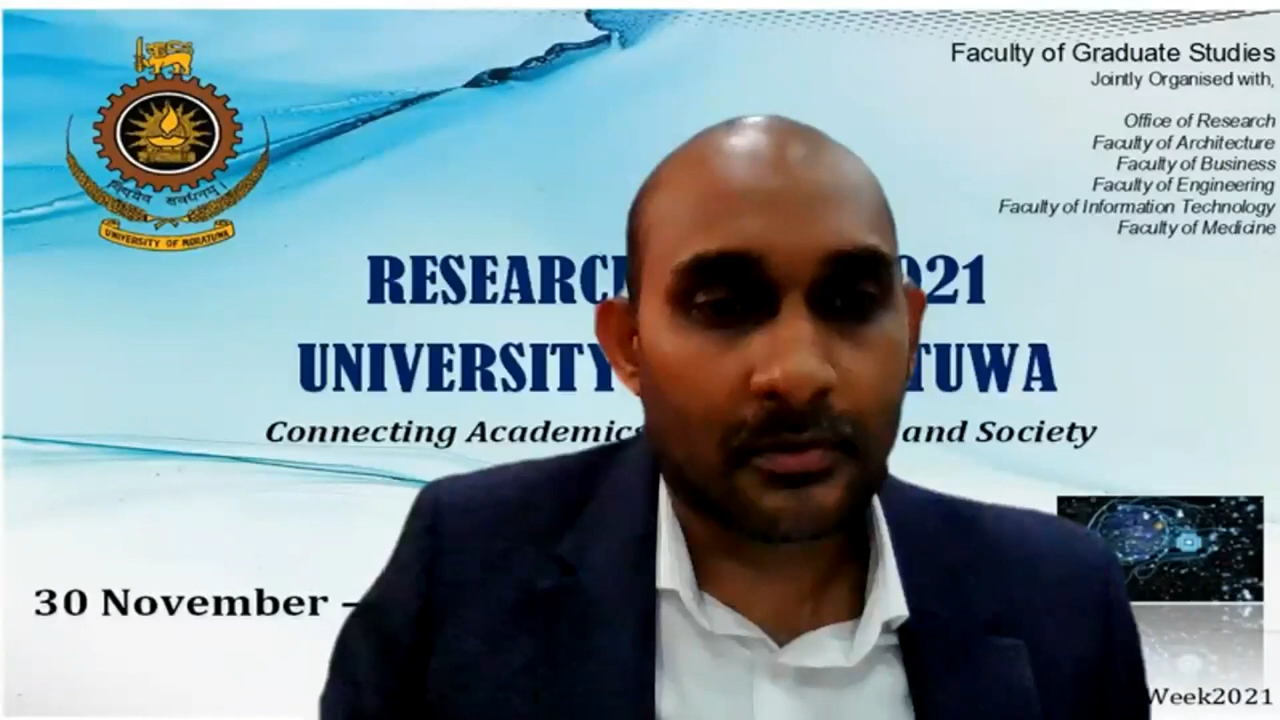 Faculty of Graduate Studies
Jointly Organised with,
Office of Research
Faculty of Architecture
Faculty of Business
Faculty of Engineering
Faculty of Information Technology
Faculty of Medicine
UNIVERSITY OF MORATUWA
RESEARC 021
UNIVERSITY TUWA
Connecting Academics and Society
30 November –
Week2021